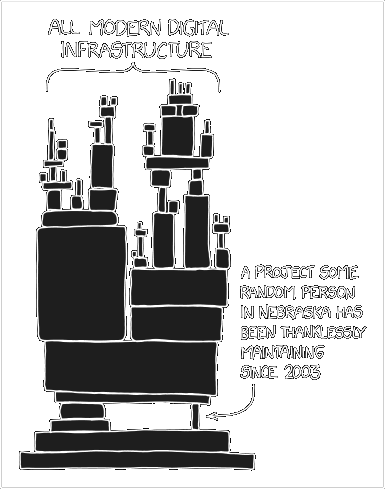 ALL MODERN DIGITAL
INFRASTRUCTURE
A PROJECT SOME
RANDOM PERSON
IN NEBRASKA HAS
BEEN THANKLESSLY
MAINTAINING
SINCE 2003